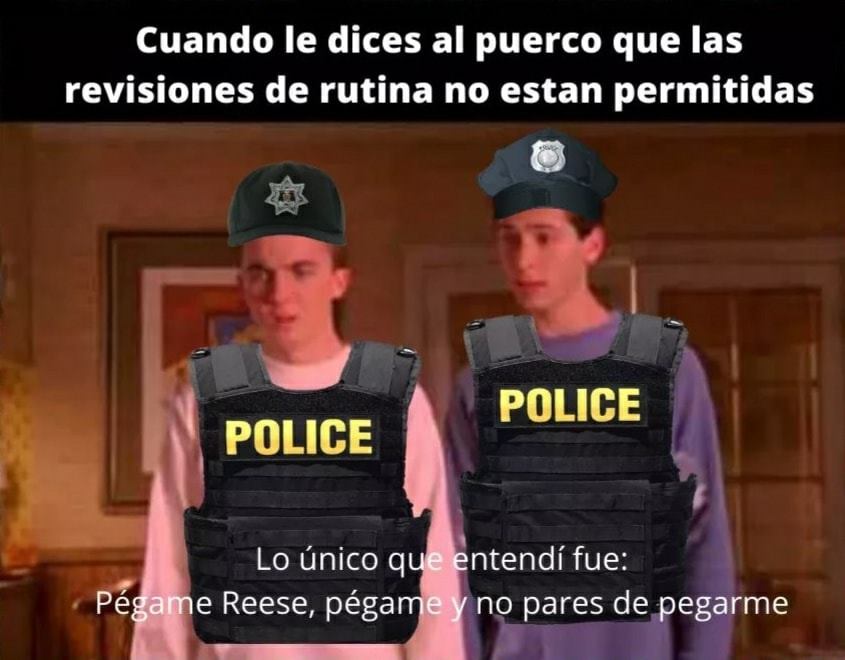 Cuando le dices al puerco que las
revisiones de rutina no estan permitidas
POLICE
POLICE
Lo único que entendí fue:
Pégame Reese, pégame y no pares de pegarme